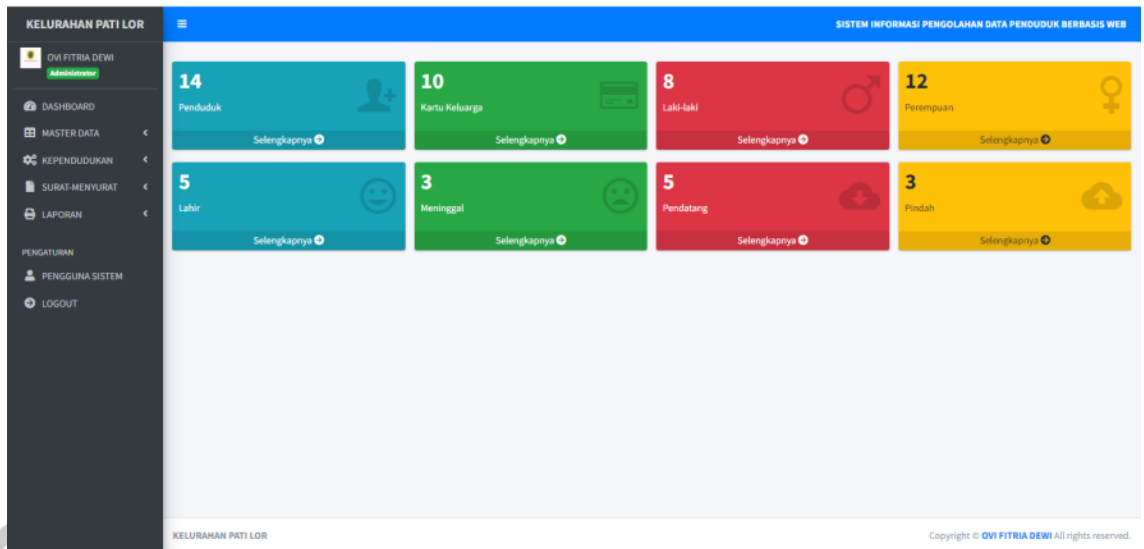 KELURAHAN PATI LOR
SISTEM INFORMASI PENGOLAHAN DATA PENDUDUK BERBASIS WEB
OVI FITRIA DEWI
Administrator
DASHBOARD
MASTER DATA
KEPENDUDUKAN
SURAT-MENYURAT
LAPORAN
PENGATURAN
PENGGUNA SISTEM
LOGOUT
14
Penduduk
Selengkapnya
10
Kartu Keluarga
Selengkapnya
8
Laki-laki
Selengkapnya
12
Perempuan
Selengkapnya
5
Lahir
Selengkapnya
3
Meninggal
Selengkapnya
5
Pendatang
Selengkapnya
3
Pindah
Selengkapnya
KELURAHAN PATI LOR
Copyright © OVI FITRIA DEWI All rights reserved.